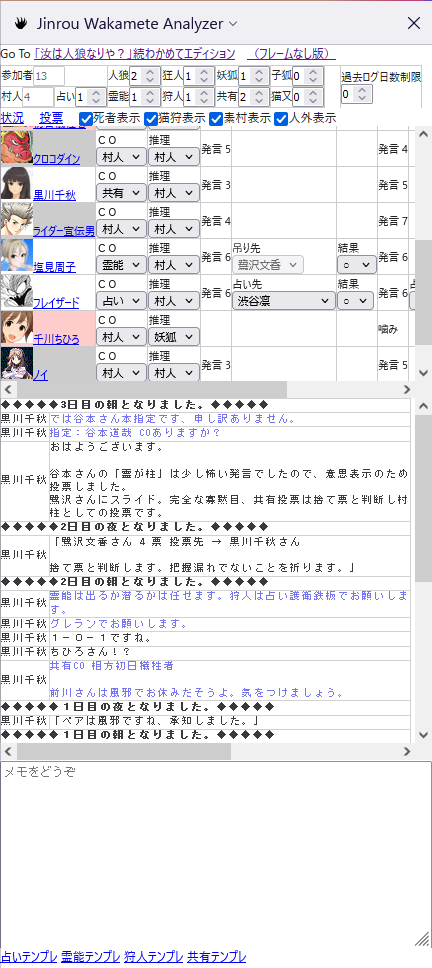 Jinrou Wakamete Analyzer
Go To 「汝は人狼なりや？」続わかめてエディション （フレームなし版）
参加者 13 人狼 2 狂人 1 妖狐 1 子狐 0 過去ログ日数制限
村人 4 占い 1 霊能 1 狩人 1 共有 2 猫又 0 0
状況 投票 死者表示 猫狩表示 素村表示 人外表示
CO 推理
クロコダイン 村人 村人 発言 5 発言 4
CO 推理
黒川千秋 共有 村人 発言 3 発言 5
CO 推理
ライダー宣伝男 村人 村人 発言 4 発言 7
CO 推理 吊り先 結果
塩見周子 霊能 村人 発言 6 鷺沢文香 ○ 発言 6
CO 推理 占い先 結果
フレイザード 占い 村人 発言 6 渋谷凛 ○ 発言 6
CO 推理
千川ちひろ 村人 妖狐 噛み
CO 推理
ノイ 村人 村人 発言 3 発言 5
◆◆◆◆◆3日目の朝となりました。◆◆◆◆◆
黒川千秋 では谷本さん本指定です、申し訳ありません。
黒川千秋 指定：谷本道哉 COありますか？
おはようございます。
黒川千秋 谷本さんの「霊が柱」は少し怖い発言でしたので、意思表示のため
投票しました。
鷺沢さんにスライド。完全な寡黙目、共有投票は捨て票と判断し村
柱としての投票です。
◆◆◆◆◆2日目の夜となりました。◆◆◆◆◆
黒川千秋 「鷺沢文香さん 4 票 投票先 → 黒川千秋さん
捨て票と判断します。把握漏れでないことを祈ります。」
◆◆◆◆◆2日目の朝となりました。◆◆◆◆◆
黒川千秋 霊能は出るか潜るかは任せます。狩人は占い護衛鉄板でお願いしま
す。
黒川千秋 グレランでお願いします。
黒川千秋 １－０－１ですね。
黒川千秋 ちひろさん！？
黒川千秋 共有CO 相方初日犠牲者
前川さんは風邪でお休みだそうよ。気をつけましょう。
◆◆◆◆◆１日目の夜となりました。◆◆◆◆◆
黒川千秋 「ペアは風邪ですね、承知しました。」
◆◆◆◆◆１日目の朝となりました。◆◆◆◆◆
メモをどうぞ
占いテンプレ 霊能テンプレ 狩人テンプレ 共有テンプレ